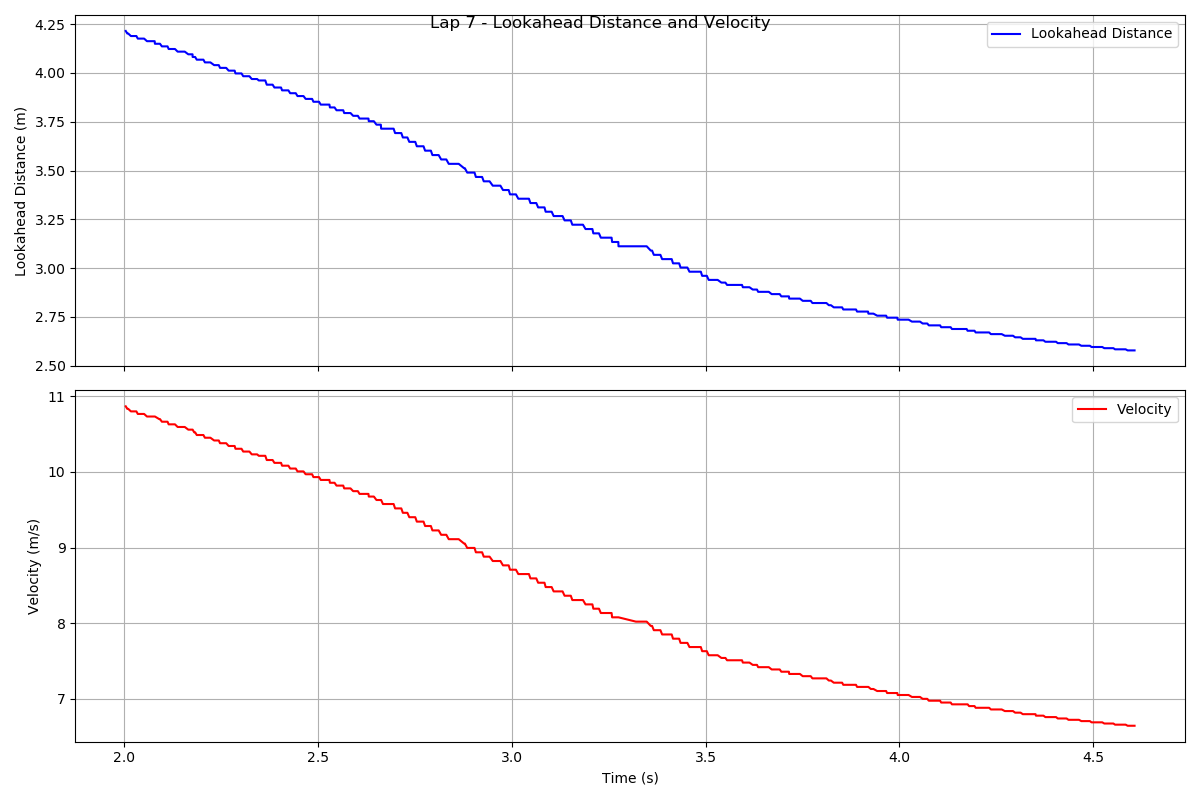 Lap 7 - Lookahead Distance and Velocity
Lookahead Distance
Lookahead Distance (m)
4.25
4.00
3.75
3.50
3.25
3.00
2.75
2.50
Velocity
Velocity (m/s)
11
10
9
8
7
2.0 2.5 3.0 3.5 4.0 4.5
Time (s)